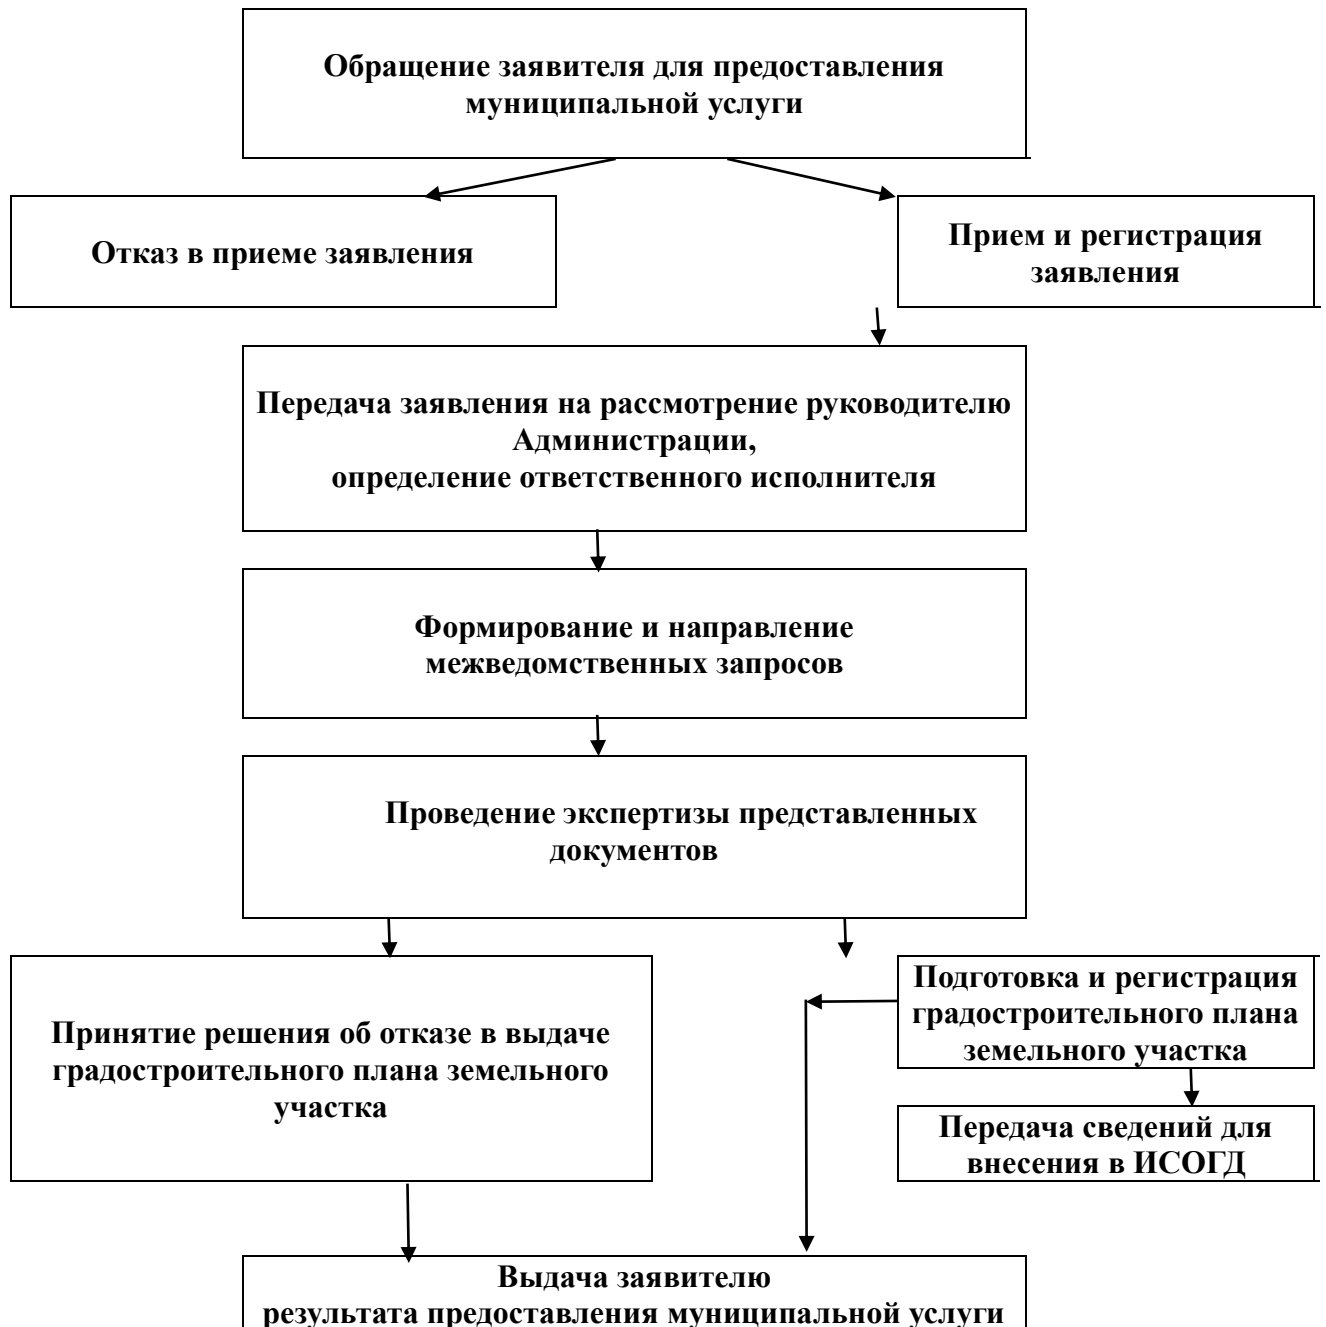 Обращение заявителя для предоставления
муниципальной услуги
Отказ в приеме заявления
Прием и регистрация
заявления
Передача заявления на рассмотрение руководителю
Администрации,
определение ответственного исполнителя
Формирование и направление
межведомственных запросов
Проведение экспертизы представленных
документов
Принятие решения об отказе в выдаче
градостроительного плана земельного
участка
Подготовка и регистрация
градостроительного плана
земельного участка
Передача сведений для
внесения в ИСОГД
Выдача заявителю
результата предоставления муниципальной услуги